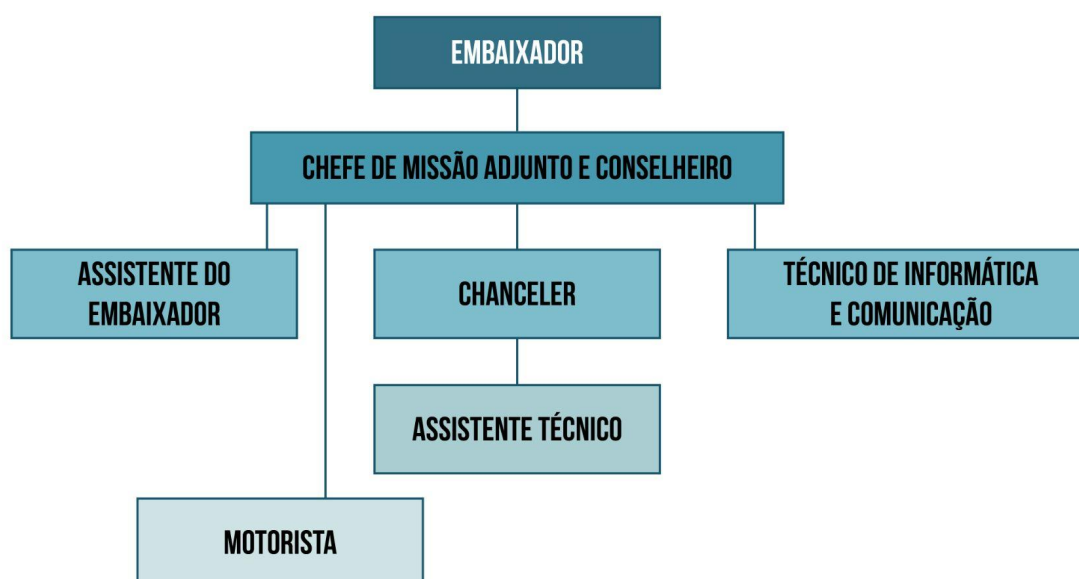 EMBAIXADOR
CHEFE DE MISSÃO ADJUNTO E CONSELHEIRO
ASSISTENTE DO
EMBAIXADOR
CHANCELER
TÉCNICO DE INFORMÁTICA
E COMUNICAÇÃO
ASSISTENTE TÉCNICO
MOTORISTA